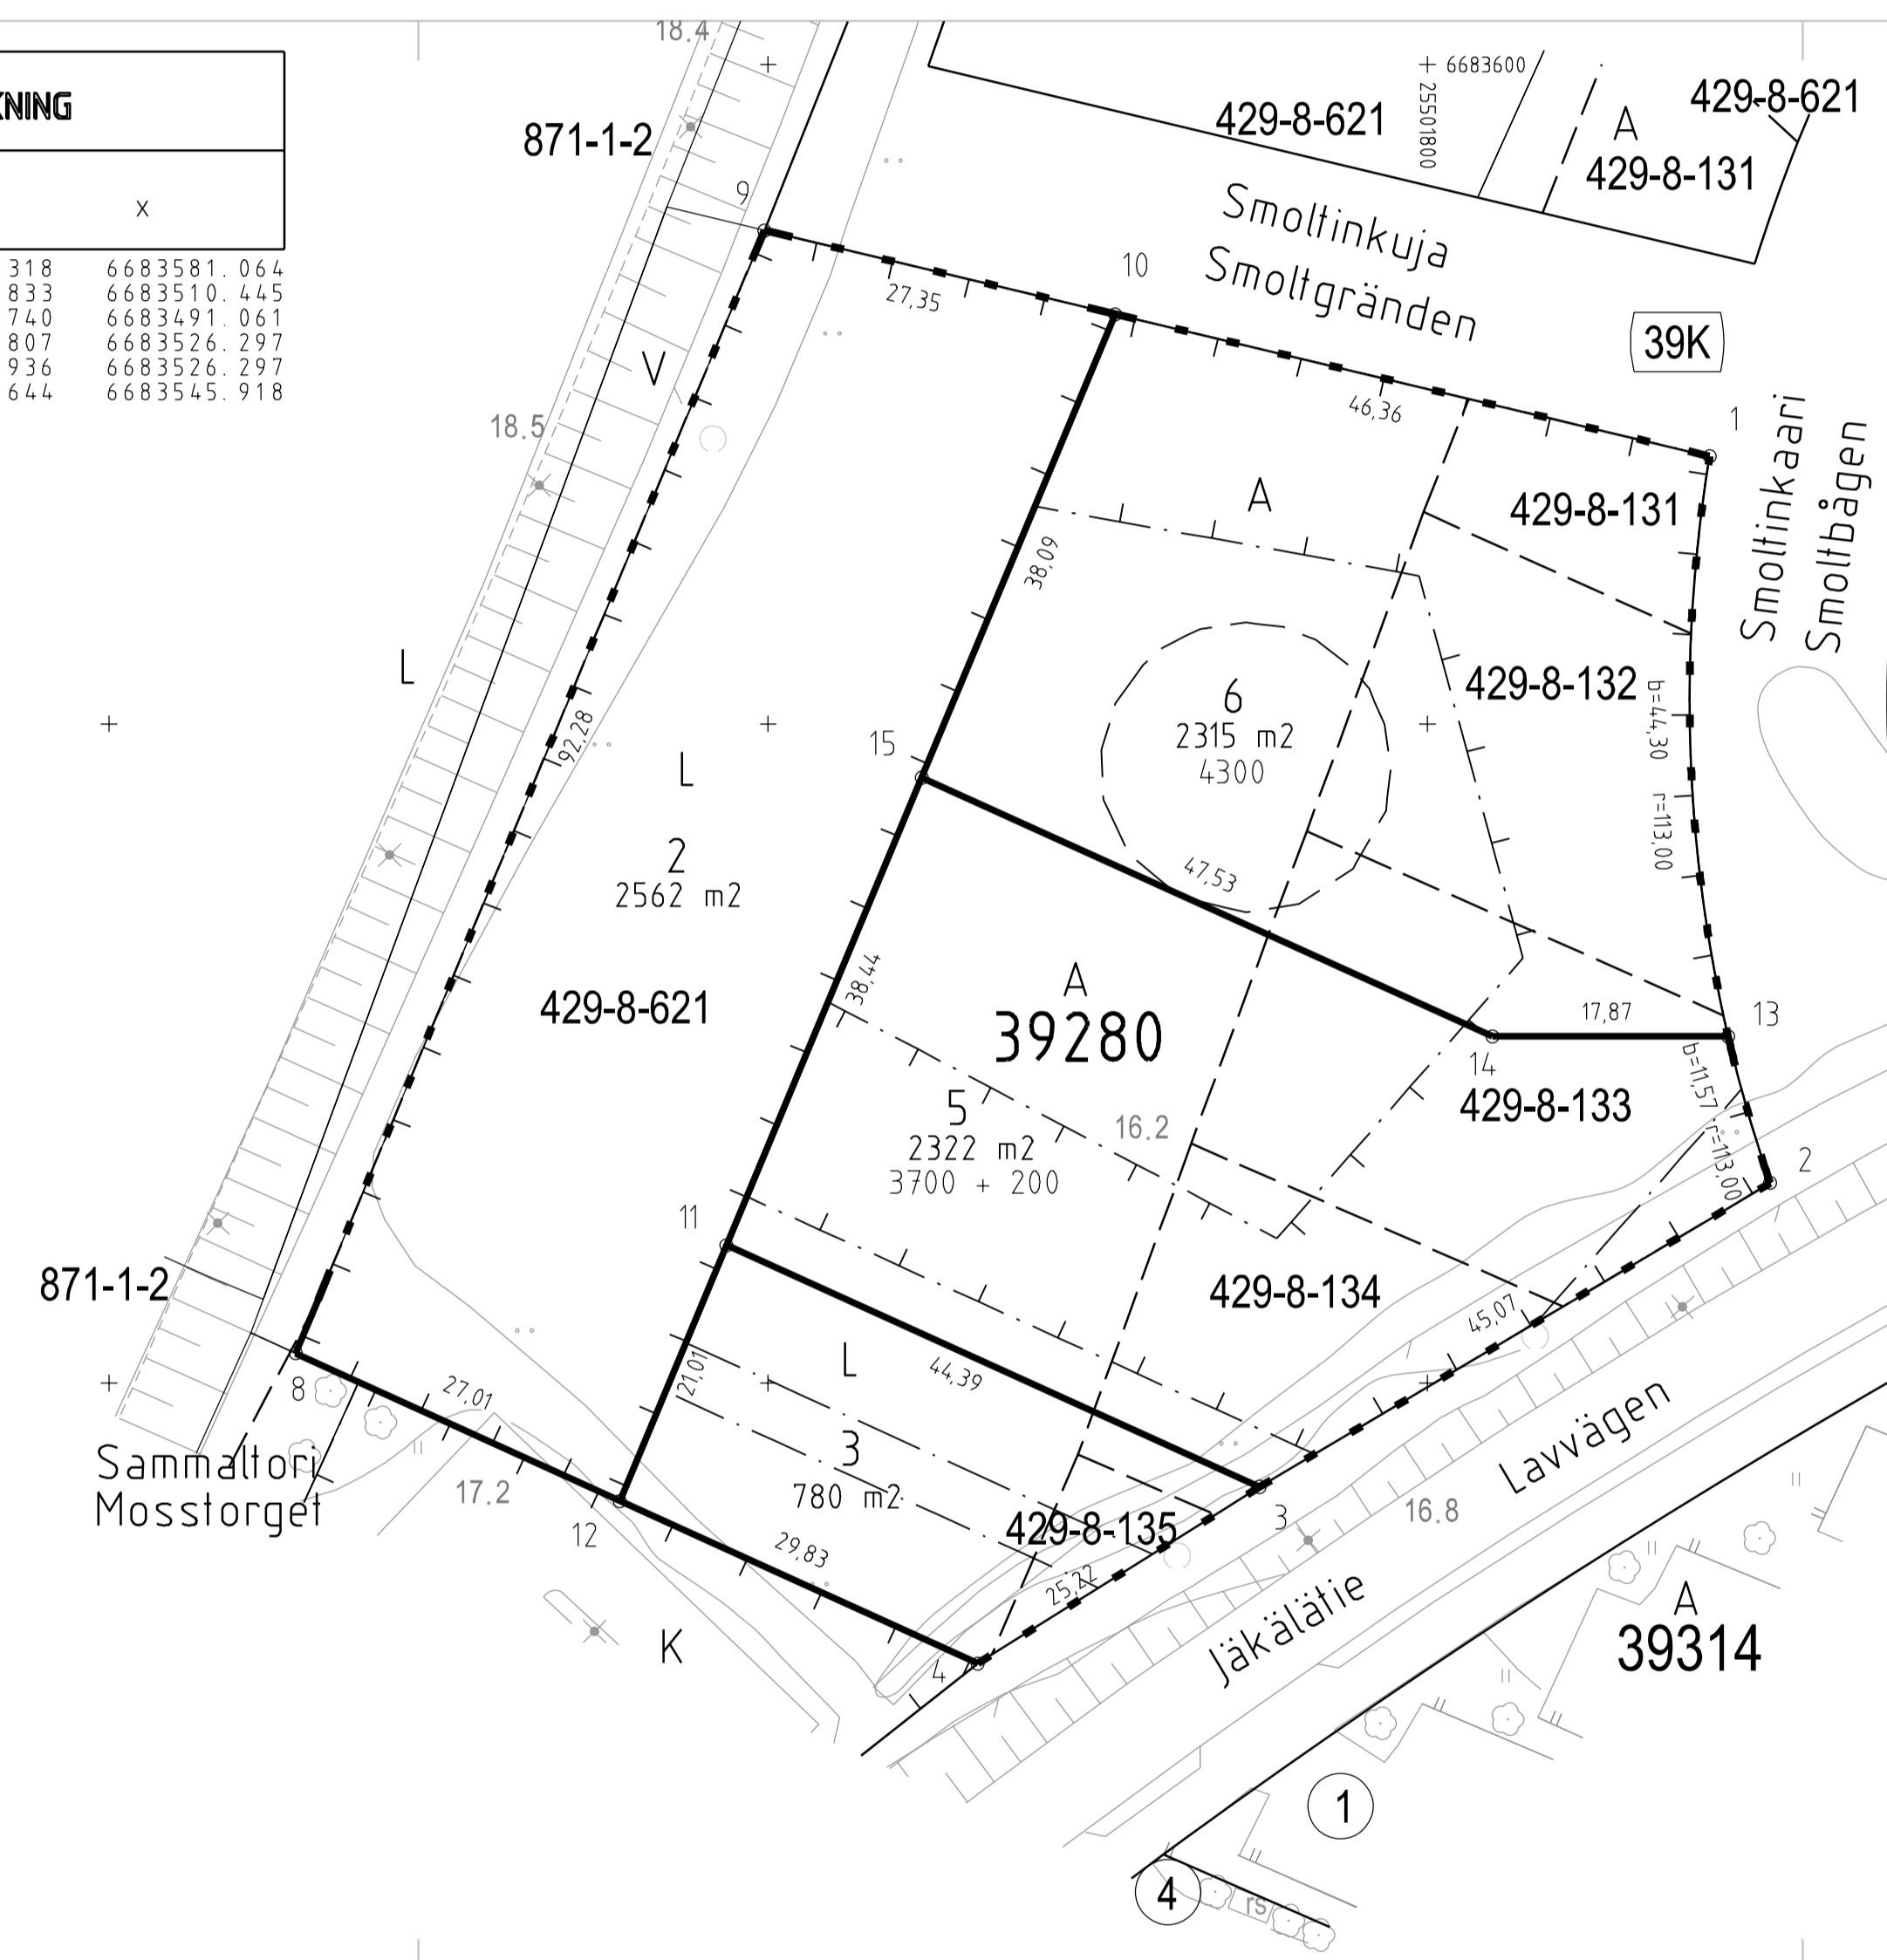 KNING
x
318 6683581.064
833 6683510.445
740 6683491.061
807 6683526.297
936 6683526.297
644 6683545.918
18.4
871-1-2
+ 6683600
25501800
429-8-621
A
429-8-621
429-8-131
9
Smoltinkuja
Smoltgränden
10
27,35
39K
V
46,36
1
18.5
Smoltinkaari
Smoltbågen
A
429-8-131
38,09
L
429-8-132
6
2315 m2
4300
b=44,30 r=113,00
92,28
15
L
2
2562 m2
47,53
38,44
A
39280
429-8-621
17,87
13
14
5
2322 m2
3700 + 200
16.2
429-8-133
b=11,57 r=113,00
2
11
871-1-2
429-8-134
45,07
8
27,01
21,01
L
44,39
Sammaltori
Mosstorget
17.2
3
780 m2
429-8-135
3
16.8
Lavvägen
12
29,83
25,22
Jäkälätie
A
39314
K
4
1
4
rs